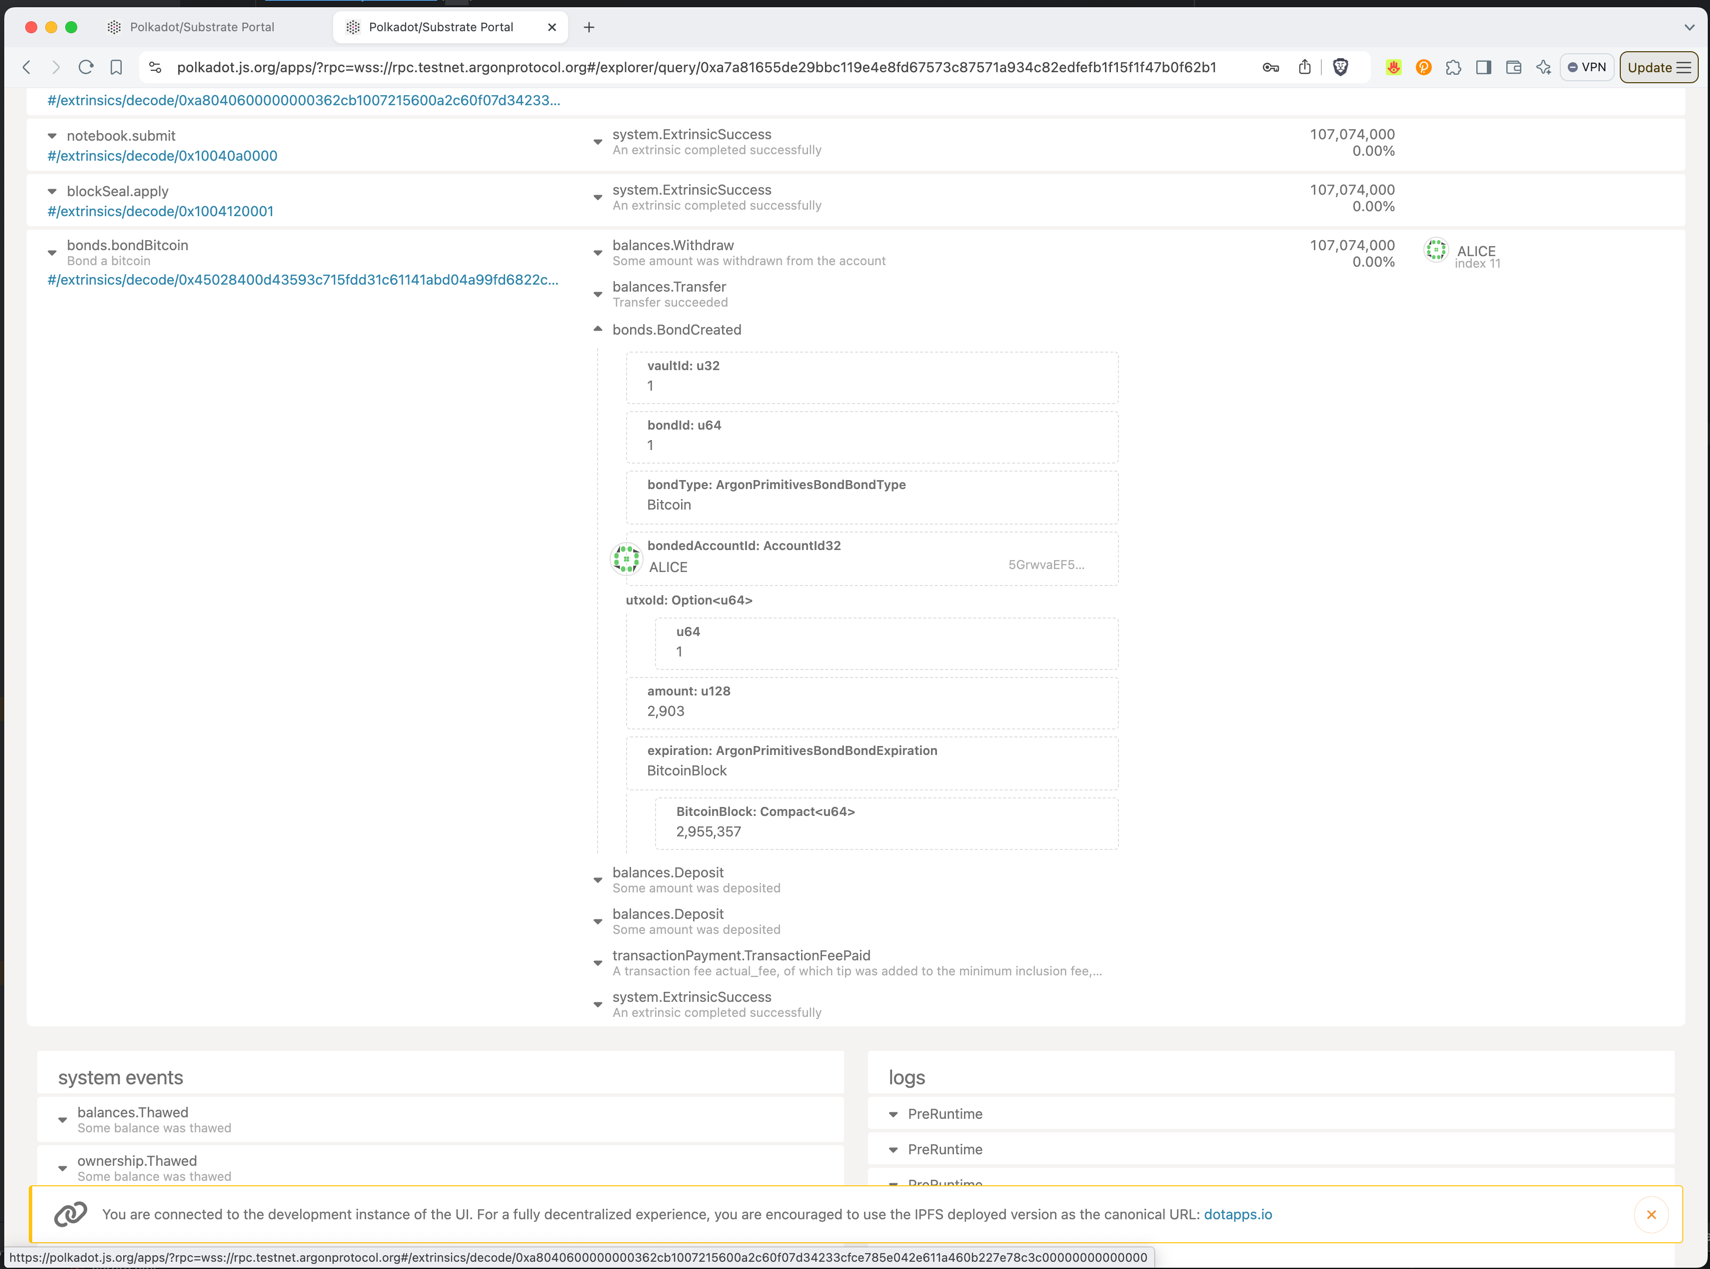 Polkadot/Substrate Portal
Polkadot/Substrate Portal
polkadot.js.org/apps/?rpc=wss://rpc.testnet.argonprotocol.org#/explorer/query/0xa7a81655de29bbc119e4e8fd67573c87571a934c82edfefb1f15f1f47b0f62b1
VPN
Update
#/extrinsics/decode/0xa8040600000000362cb1007215600a2c60f07d34233...
notebook.submit
#/extrinsics/decode/0x10040a0000
system.ExtrinsicSuccess
An extrinsic completed successfully
107,074,000
0.00%
blockSeal.apply
#/extrinsics/decode/0x1004120001
system.ExtrinsicSuccess
An extrinsic completed successfully
107,074,000
0.00%
bonds.bondBitcoin
Bond a bitcoin
#/extrinsics/decode/0x45028400d43593c715fdd31c61141abd04a99fd6822c...
balances.Withdraw
Some amount was withdrawn from the account
107,074,000
0.00%
ALICE
index 11
balances.Transfer
Transfer succeeded
bonds.BondCreated
vaultId: u32
1
bondId: u64
1
bondType: ArgonPrimitivesBondBondType
Bitcoin
bondedAccountId: AccountId32
ALICE
5GrwvaEF5...
utxoId: Option<u64>
u64
1
amount: u128
2,903
expiration: ArgonPrimitivesBondBondExpiration
BitcoinBlock
BitcoinBlock: Compact<u64>
2,955,357
balances.Deposit
Some amount was deposited
balances.Deposit
Some amount was deposited
transactionPayment.TransactionFeePaid
A transaction fee actual_fee, of which tip was added to the minimum inclusion fee,...
system.ExtrinsicSuccess
An extrinsic completed successfully
system events
balances.Thawed
Some balance was thawed
ownership.Thawed
Some balance was thawed
logs
PreRuntime
PreRuntime
PreRuntime
You are connected to the development instance of the UI. For a fully decentralized experience, you are encouraged to use the IPFS deployed version as the canonical URL: dotapps.io
https://polkadot.js.org/apps/?rpc=wss://rpc.testnet.argonprotocol.org#/extrinsics/decode/0xa8040600000000362cb1007215600a2c60f07d34233cfce785e042e611a460b227e78c3c00000000000000